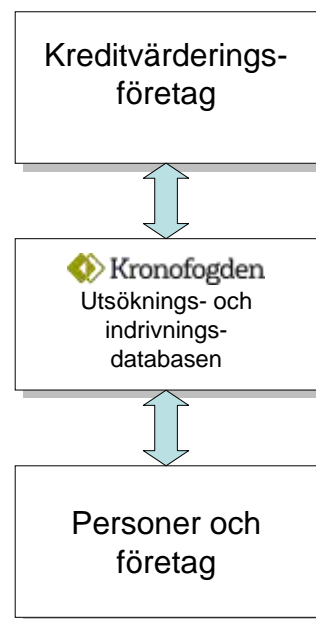 Kreditvärderings-
företag
Kronofogden
Utsöknings- och
indrivnings-
databasen
Personer och
företag